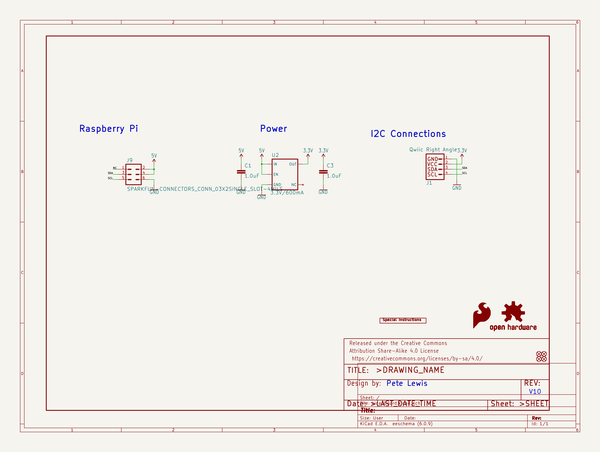 Raspberry Pi
Power
I2C Connections
J9
5V
GND
SPARKFUN_CONNECTORS_CONN_03X2
5V
5V
3.3V
3.3V
C1
1.0uF
U2
IN
OUT
EN
GND
NC
3.3V/600mA
C3
1.0uF
GND
GND
GND
Qwiic Right Angle
3.3V
GND
VCC
SDA
SCL
J1
GND
Special Instructions
open hardware
Released under the Creative Commons
Attribution Share-Alike 4.0 License
https://creativecommons.org/licenses/by-sa/4.0/
TITLE: >DRAWING_NAME
Design by: Pete Lewis
REV:
V10
Sheet: /
Date: >LAST_DATE_TIME
Sheet: >SHEET
Title:
Size: User
Date:
Rev:
KiCad E.D.A. eeschema (6.0.9)
Id: 1/1